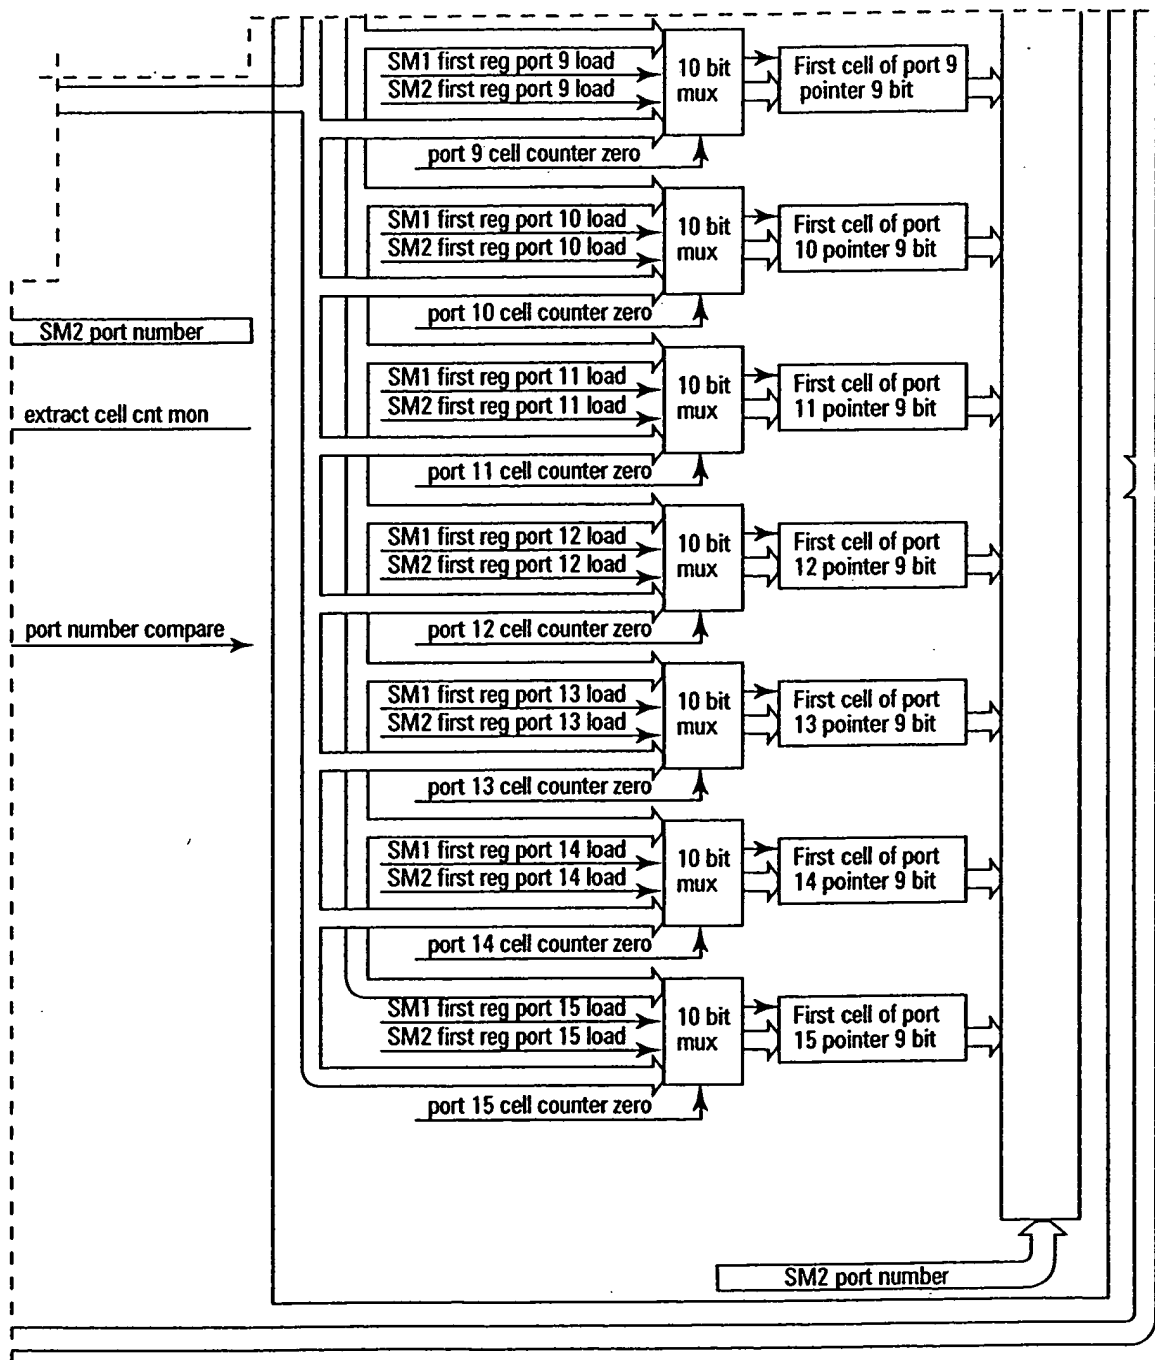 SM1 first reg port 9 load
SM2 first reg port 9 load
port 9 cell counter zero
10 bit
mux
First cell of port 9
pointer 9 bit
SM1 first reg port 10 load
SM2 first reg port 10 load
port 10 cell counter zero
10 bit
mux
First cell of port
10 pointer 9 bit
SM2 port number
extract cell cnt mon
port number compare
SM1 first reg port 11 load
SM2 first reg port 11 load
port 11 cell counter zero
10 bit
mux
First cell of port
11 pointer 9 bit
SM1 first reg port 12 load
SM2 first reg port 12 load
port 12 cell counter zero
10 bit
mux
First cell of port
12 pointer 9 bit
SM1 first reg port 13 load
SM2 first reg port 13 load
port 13 cell counter zero
10 bit
mux
First cell of port
13 pointer 9 bit
SM1 first reg port 14 load
SM2 first reg port 14 load
port 14 cell counter zero
10 bit
mux
First cell of port
14 pointer 9 bit
SM1 first reg port 15 load
SM2 first reg port 15 load
port 15 cell counter zero
10 bit
mux
First cell of port
15 pointer 9 bit
SM2 port number